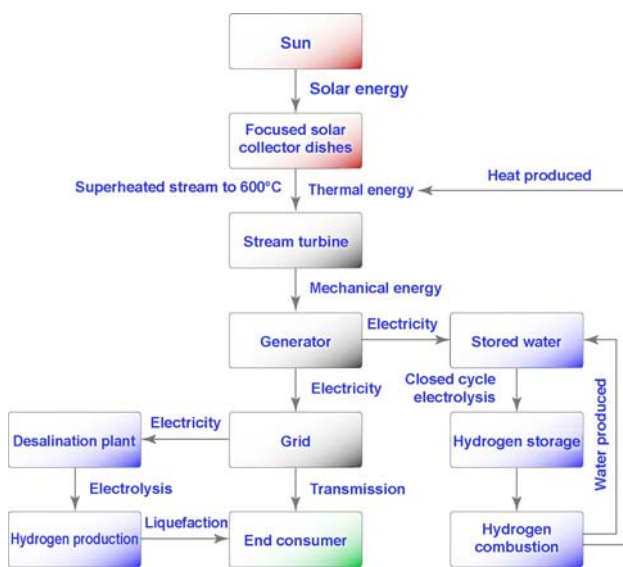 Sun
Solar energy
Focused solar
collector dishes
Superheated stream to 600°C
Thermal energy
Heat produced
Stream turbine
Mechanical energy
Generator
Electricity
Stored water
Electricity
Closed cycle
electrolysis
Water produced
Desalination plant
Electricity
Grid
Hydrogen storage
Electrolysis
Transmission
Hydrogen production
Liquefaction
End consumer
Hydrogen
combustion